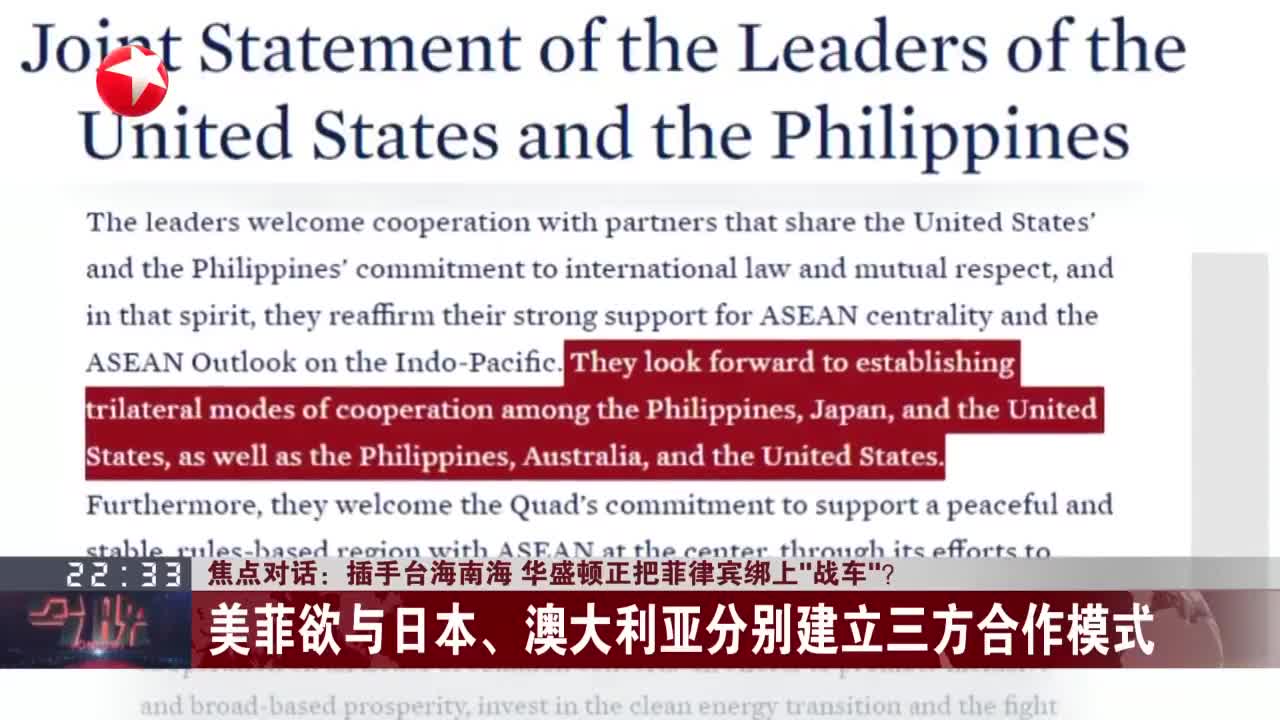 Joint Statement of the Leaders of the
United States and the Philippines
The leaders welcome cooperation with partners that share the United States'
and the Philippines' commitment to international law and mutual respect, and
in that spirit, they reaffirm their strong support for ASEAN centrality and the
ASEAN Outlook on the Indo-Pacific. They look forward to establishing
trilateral modes of cooperation among the Philippines, Japan, and the United
States, as well as the Philippines, Australia, and the United States.
Furthermore, they welcome the Quad's commitment to support a peaceful and
stable, rules-based region with ASEAN at the center, through its efforts to
22:33 焦点对话：插手台海南海 华盛顿正把菲律宾绑上"战车"？
美菲欲与日本、澳大利亚分别建立三方合作模式
and broad-based prosperity, invest in the clean energy transition and the fight